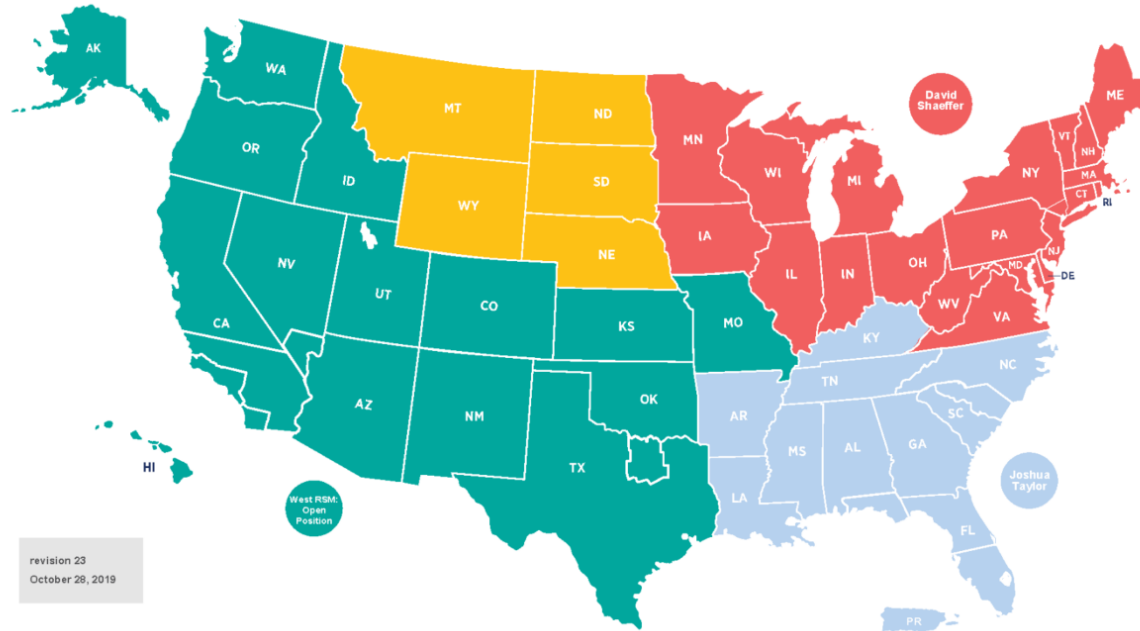 AK
WA
MT
ND
MN
ME
David
Shaeffer
VT
NH
OR
ID
SD
WI
MI
NY
MA
CT
RI
WY
IA
PA
NJ
NE
OH
MD
DE
NV
UT
CO
IL
IN
WV
VA
CA
KS
MO
KY
NC
TN
AZ
NM
OK
AR
SC
MS
AL
GA
HI
TX
LA
Joshua
Taylor
West RSM:
Open
Position
FL
revision 23
October 28, 2019
PR